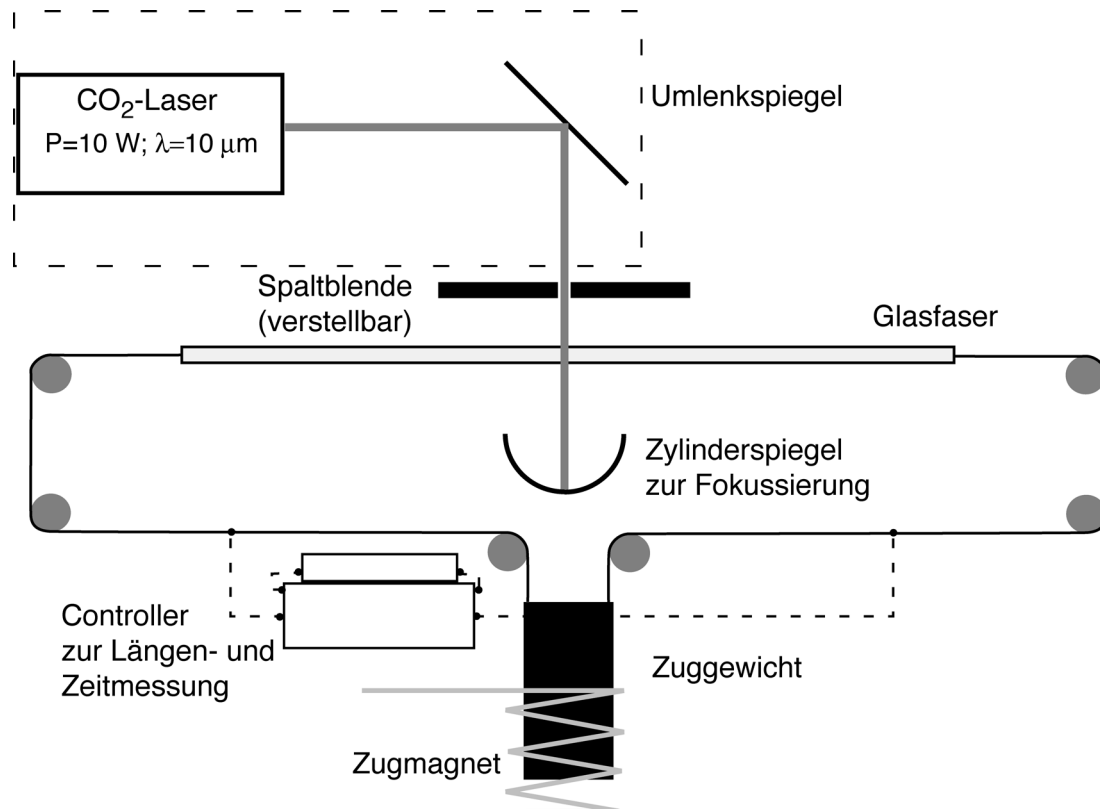 CO₂-Laser
P=10 W; λ=10 μm
Umlenkspiegel
Spaltblende
(verstellbar)
Glasfaser
Zylinderspiegel
zur Fokussierung
Controller
zur Längen- und
Zeitmessung
Zuggewicht
Zugmagnet